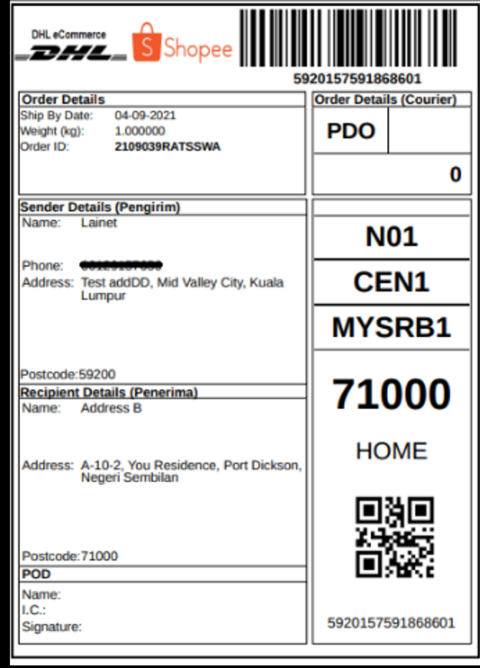 DHL eCommerce
DHL
Shopee
5920157591868601
Order Details
Ship By Date: 04-09-2021
Weight (kg): 1.000000
Order ID: 2109039RATSSWA
Order Details (Courier)
PDO
0
Sender Details (Pengirim)
Name: Lainet
Phone:
Address: Test addDD, Mid Valley City, Kuala
Lumpur
Postcode:59200
N01
CEN1
MYSRB1
71000
HOME
5920157591868601
Recipient Details (Penerima)
Name: Address B
Address: A-10-2, You Residence, Port Dickson,
Negeri Sembilan
Postcode:71000
POD
Name:
I.C.:
Signature: